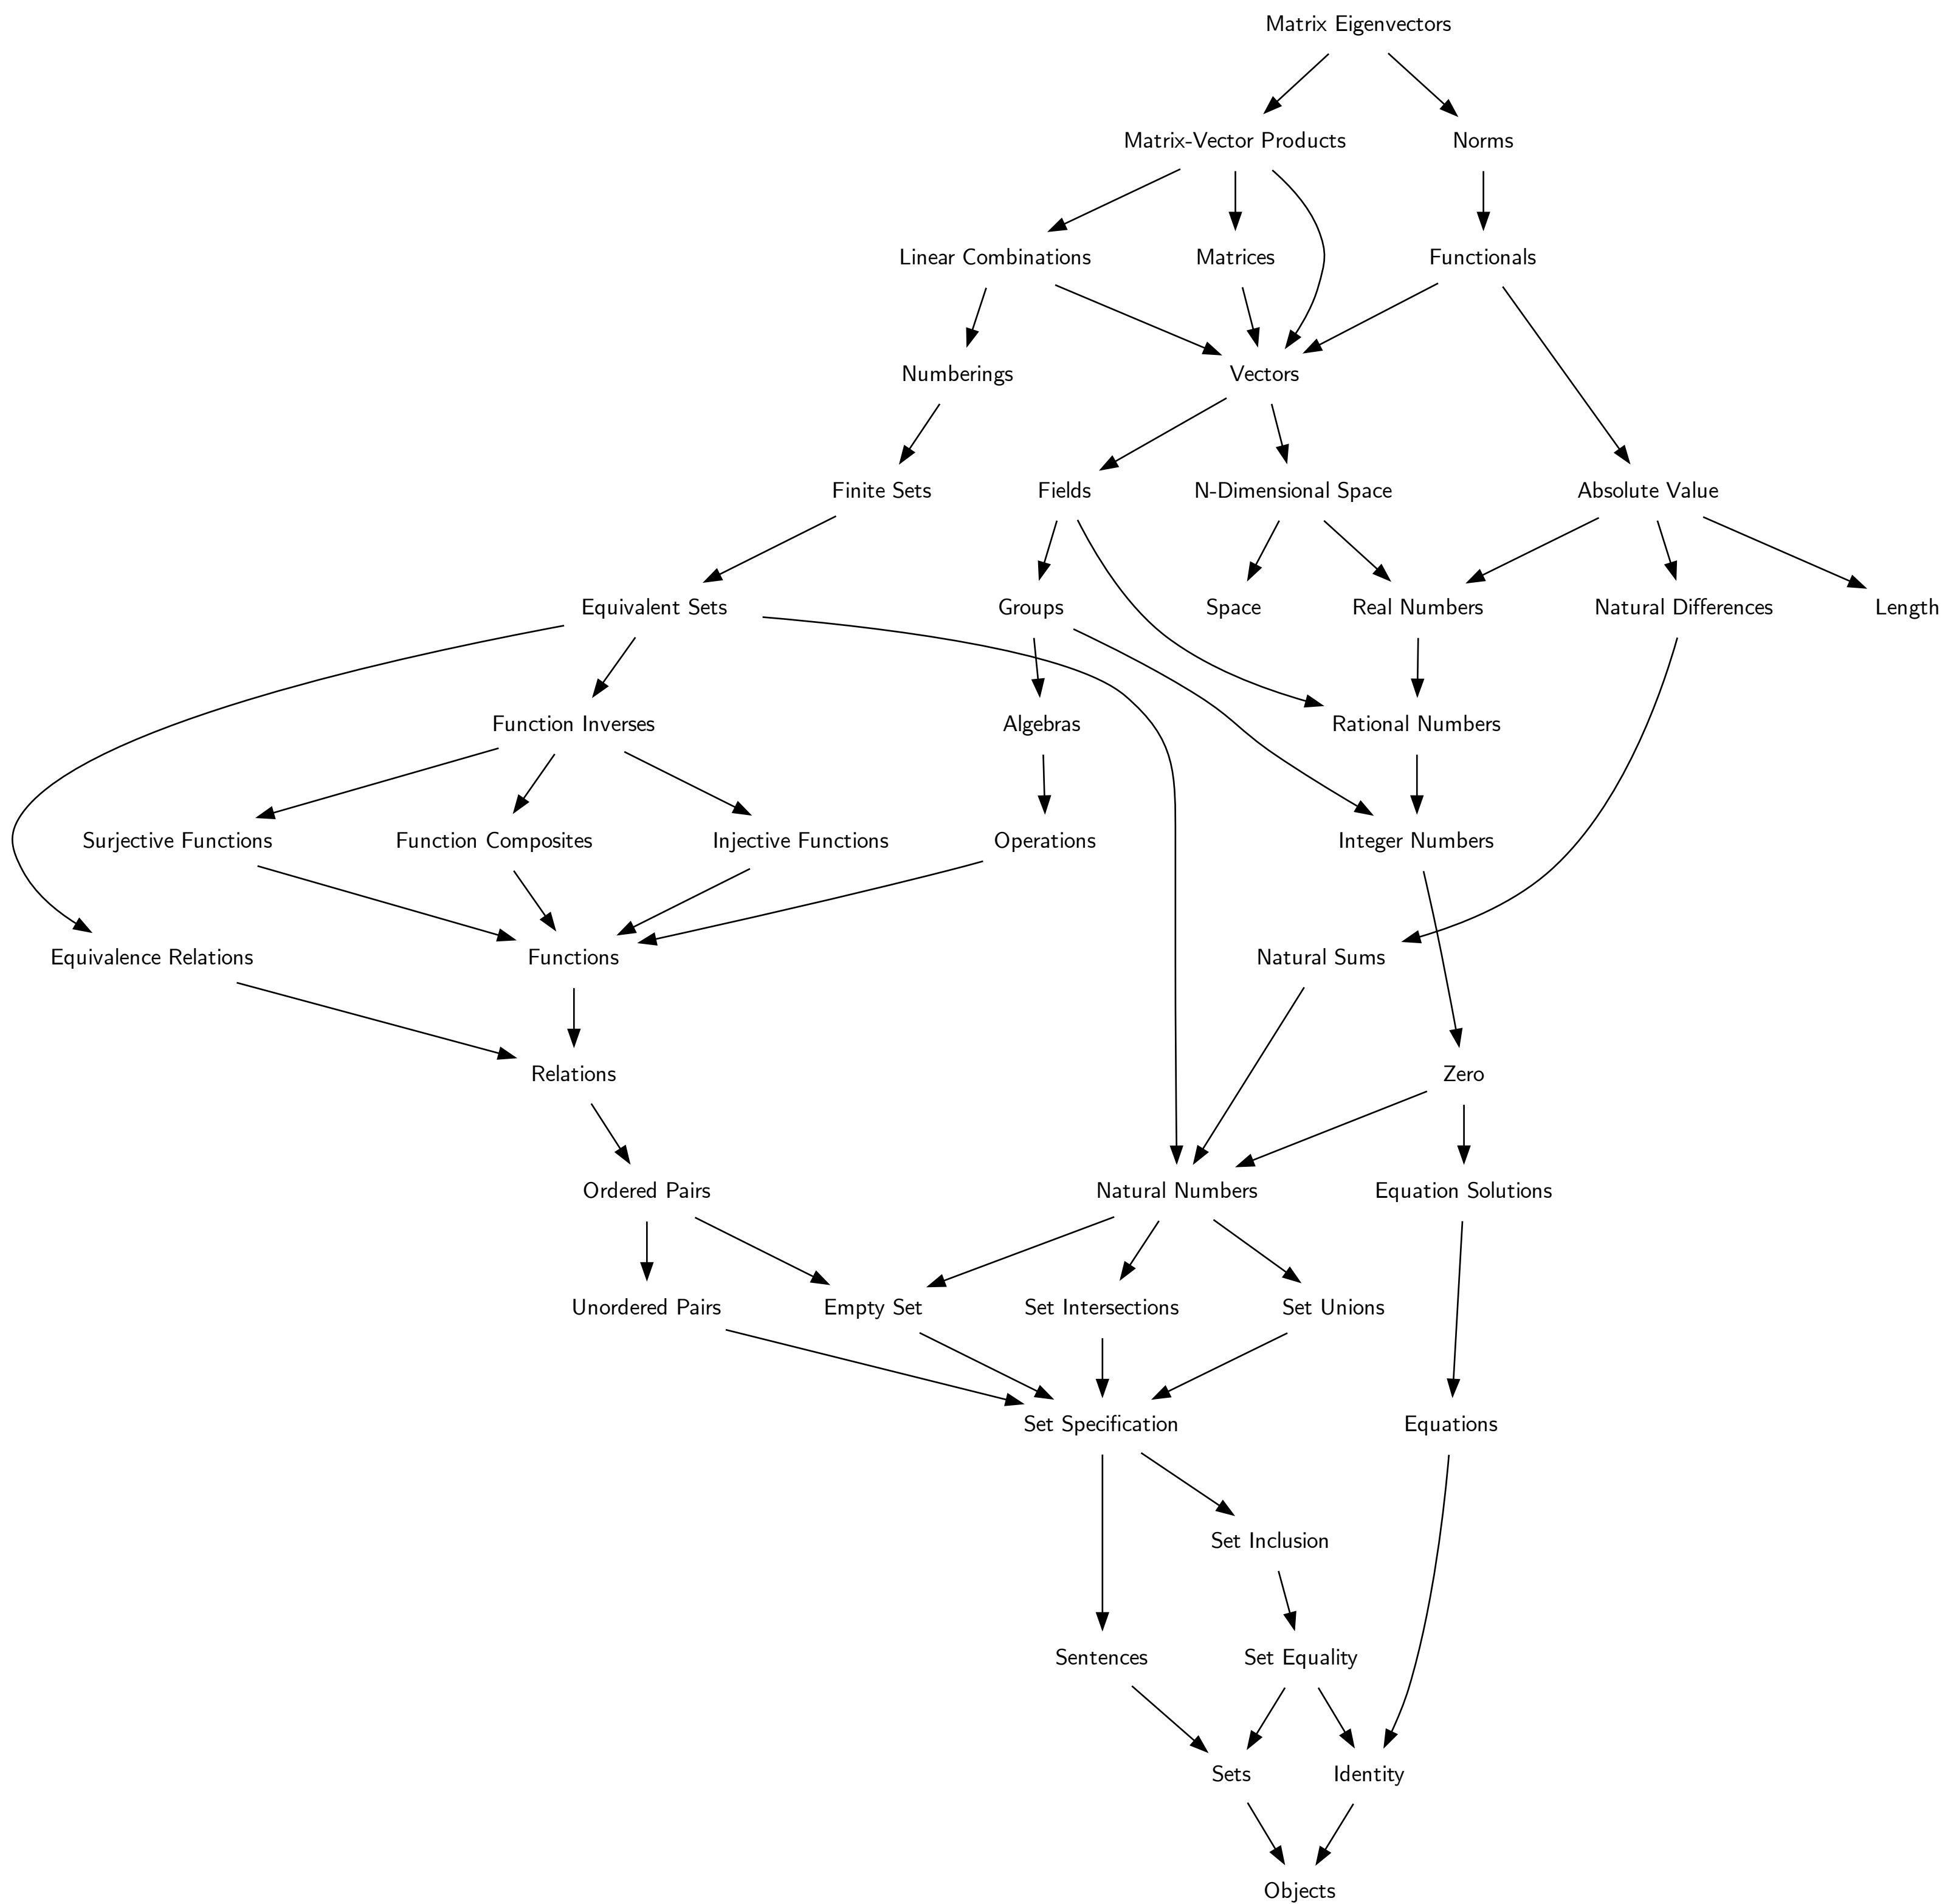 Matrix Eigenvectors
Matrix-Vector Products
Norms
Linear Combinations
Matrices
Functionals
Numberings
Vectors
Finite Sets
Fields
N-Dimensional Space
Absolute Value
Equivalent Sets
Groups
Space
Real Numbers
Natural Differences
Length
Function Inverses
Algebras
Rational Numbers
Surjective Functions
Function Composites
Injective Functions
Operations
Integer Numbers
Equivalence Relations
Functions
Natural Sums
Relations
Zero
Ordered Pairs
Natural Numbers
Equation Solutions
Unordered Pairs
Empty Set
Set Intersections
Set Unions
Set Specification
Equations
Set Inclusion
Sentences
Set Equality
Sets
Identity
Objects